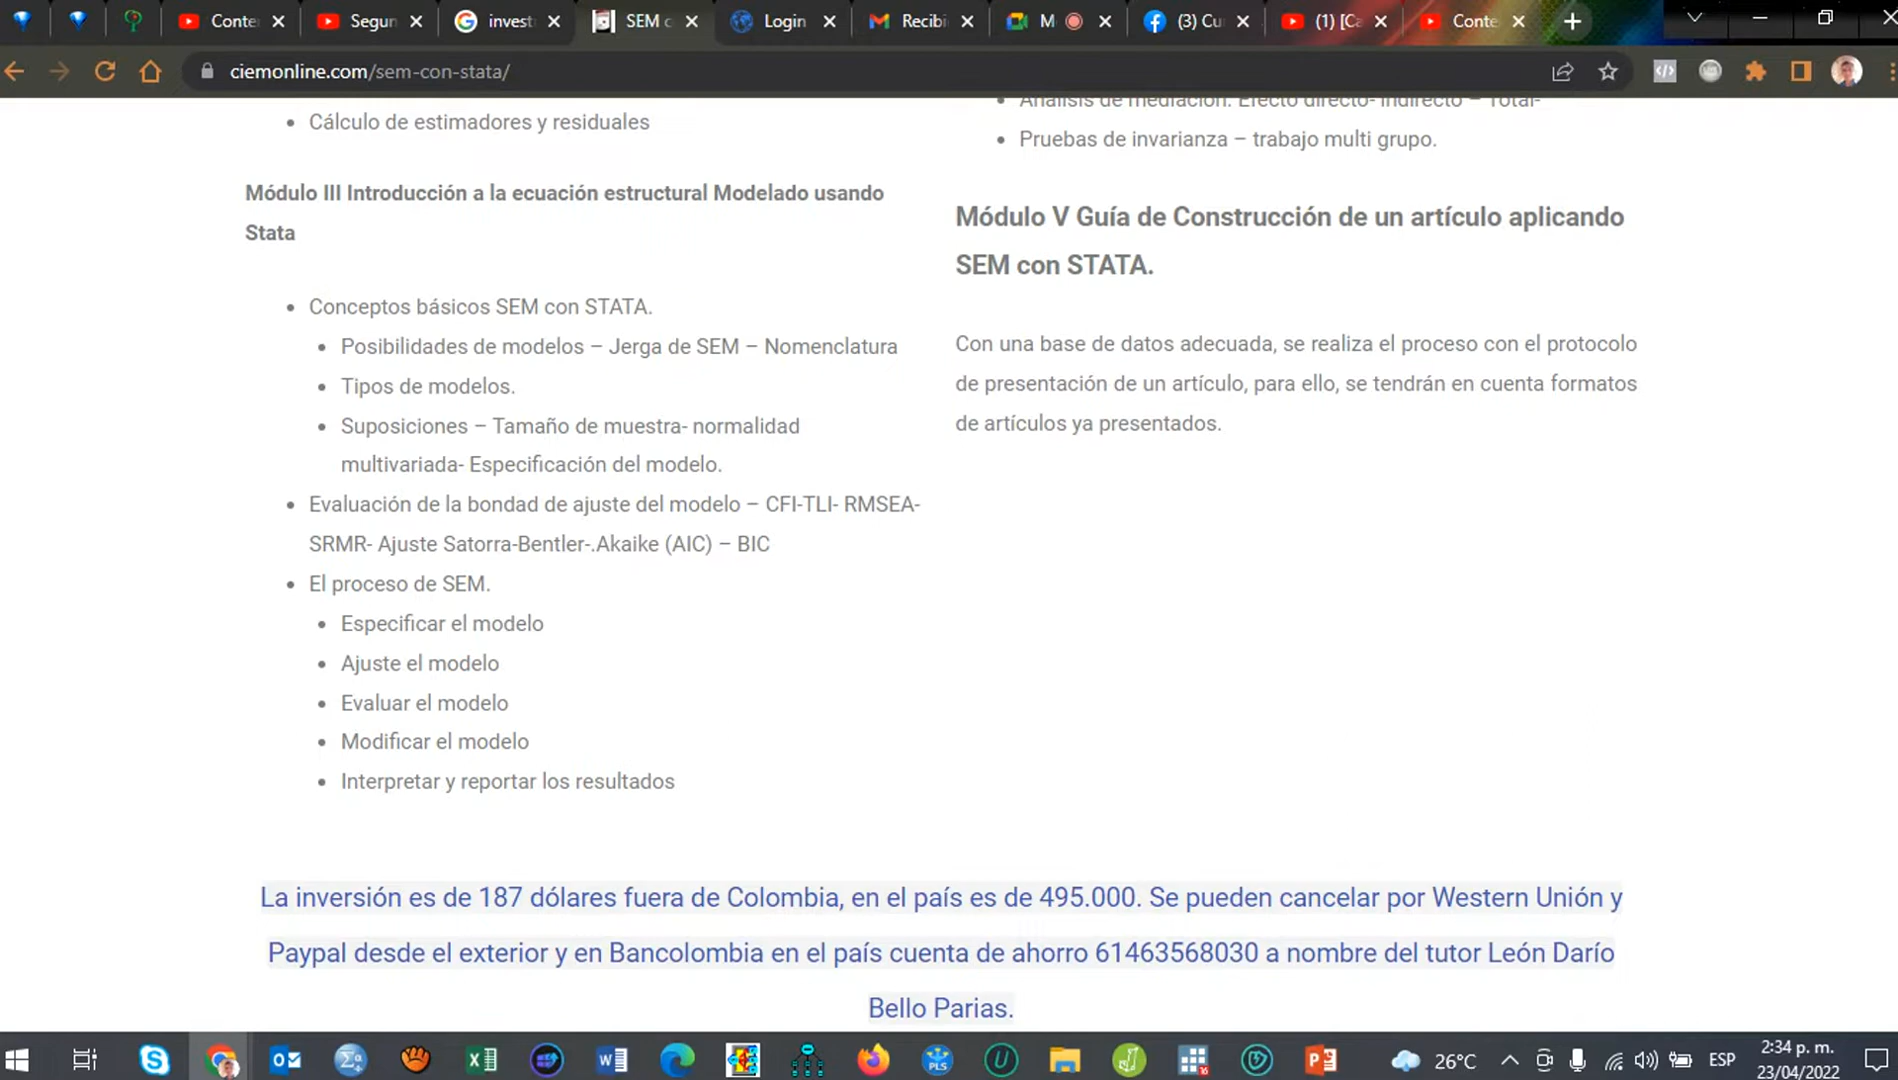 Conte
Segun
invest
SEM c
Login
Recibi
M
(3) Cu
(1) [Ca
Conte
ciemonline.com/sem-con-stata/
Cálculo de estimadores y residuales
Módulo III Introducción a la ecuación estructural Modelado usando
Stata
Conceptos básicos SEM con STATA.
Posibilidades de modelos – Jerga de SEM – Nomenclatura
Tipos de modelos.
Suposiciones – Tamaño de muestra- normalidad
multivariada- Especificación del modelo.
Evaluación de la bondad de ajuste del modelo – CFI-TLI- RMSEA-
SRMR- Ajuste Satorra-Bentler-.Akaike (AIC) – BIC
El proceso de SEM.
Especificar el modelo
Ajuste el modelo
Evaluar el modelo
Modificar el modelo
Interpretar y reportar los resultados
Análisis de mediación. Efecto directo- indirecto – Total-
Pruebas de invarianza – trabajo multi grupo.
Módulo V Guía de Construcción de un artículo aplicando
SEM con STATA.
Con una base de datos adecuada, se realiza el proceso con el protocolo
de presentación de un artículo, para ello, se tendrán en cuenta formatos
de artículos ya presentados.
La inversión es de 187 dólares fuera de Colombia, en el país es de 495.000. Se pueden cancelar por Western Unión y
Paypal desde el exterior y en Bancolombia en el país cuenta de ahorro 61463568030 a nombre del tutor León Darío
Bello Parias.
PLS
26°C
ESP
2:34 p. m.
23/04/2022